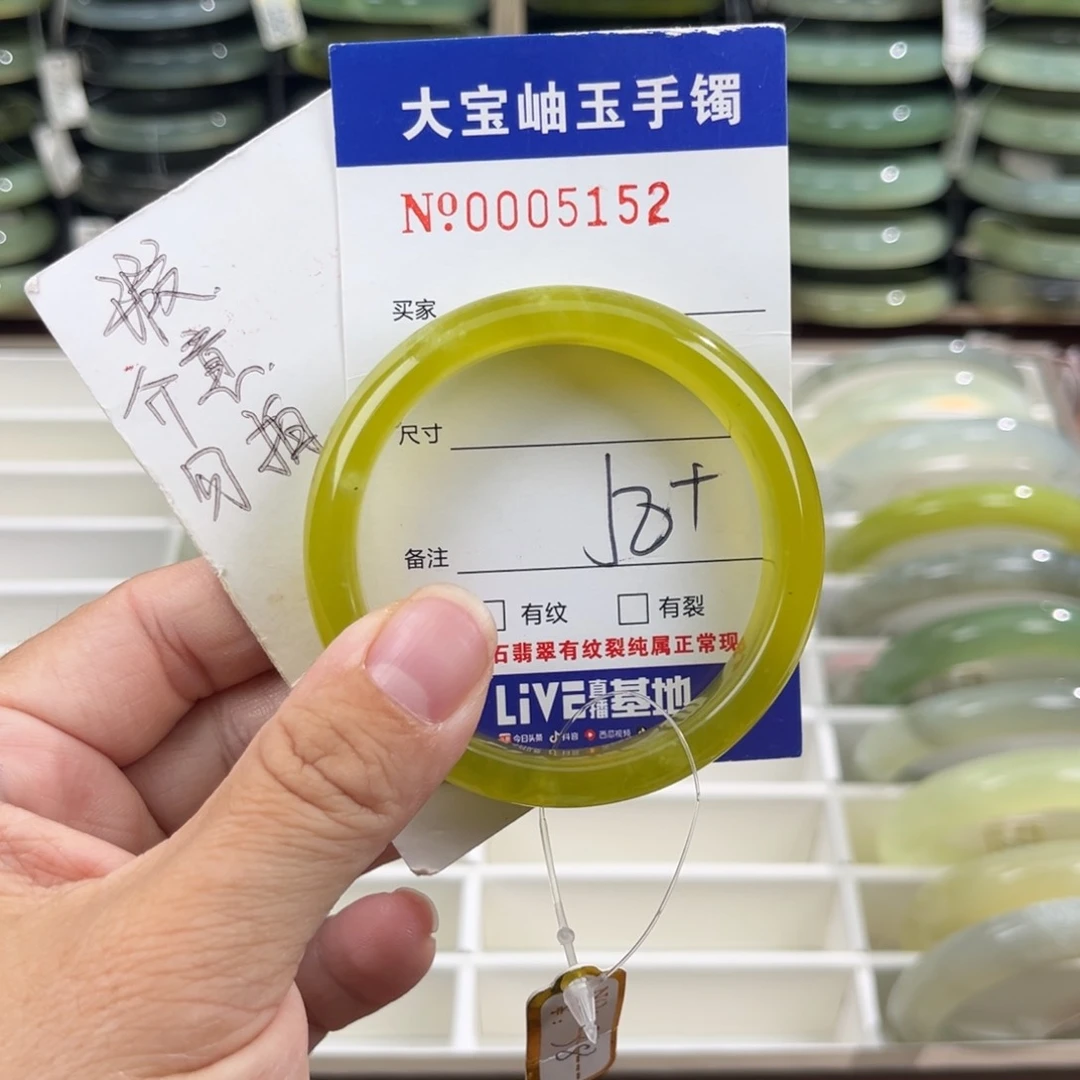 大宝岫玉手镯
№0005152
买家
尺寸
备注
有纹
有裂
石翡翠有纹裂纯属正常现
LiVE直播基地
今日头条 抖音 西瓜视频
介意
拍